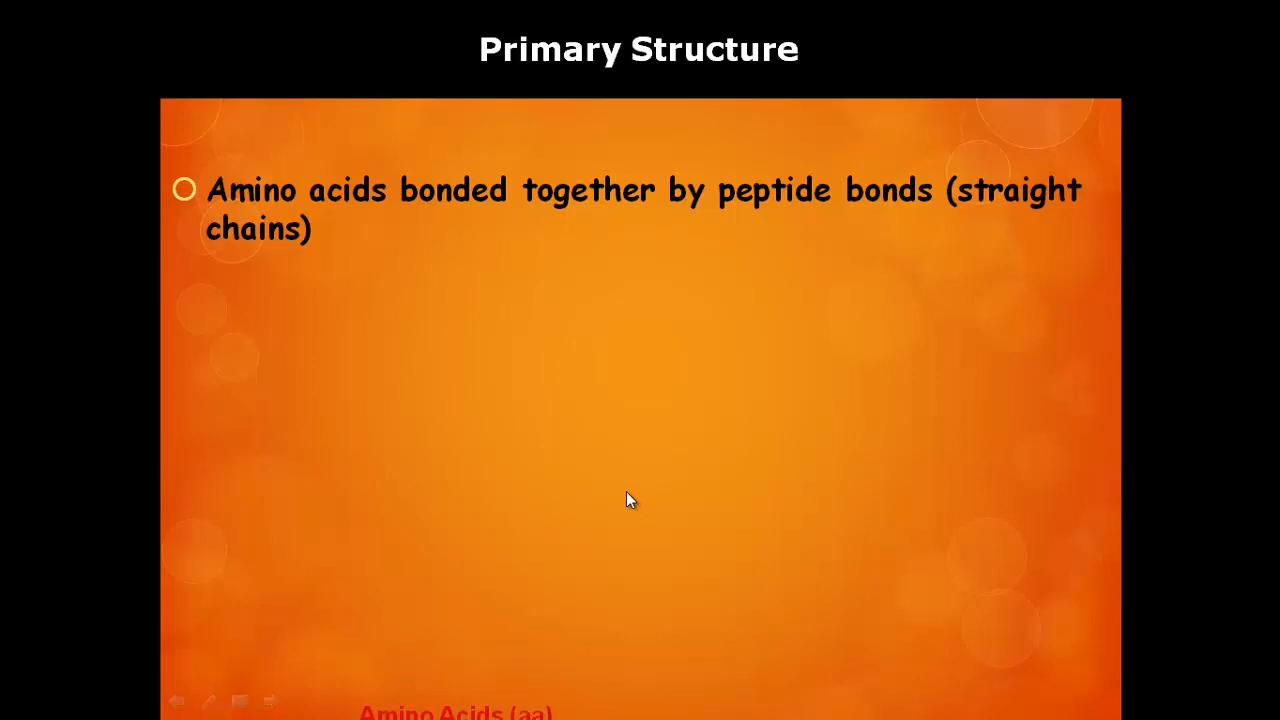 Primary Structure
Amino acids bonded together by peptide bonds (straight
chains)
Amino Acids (aa)